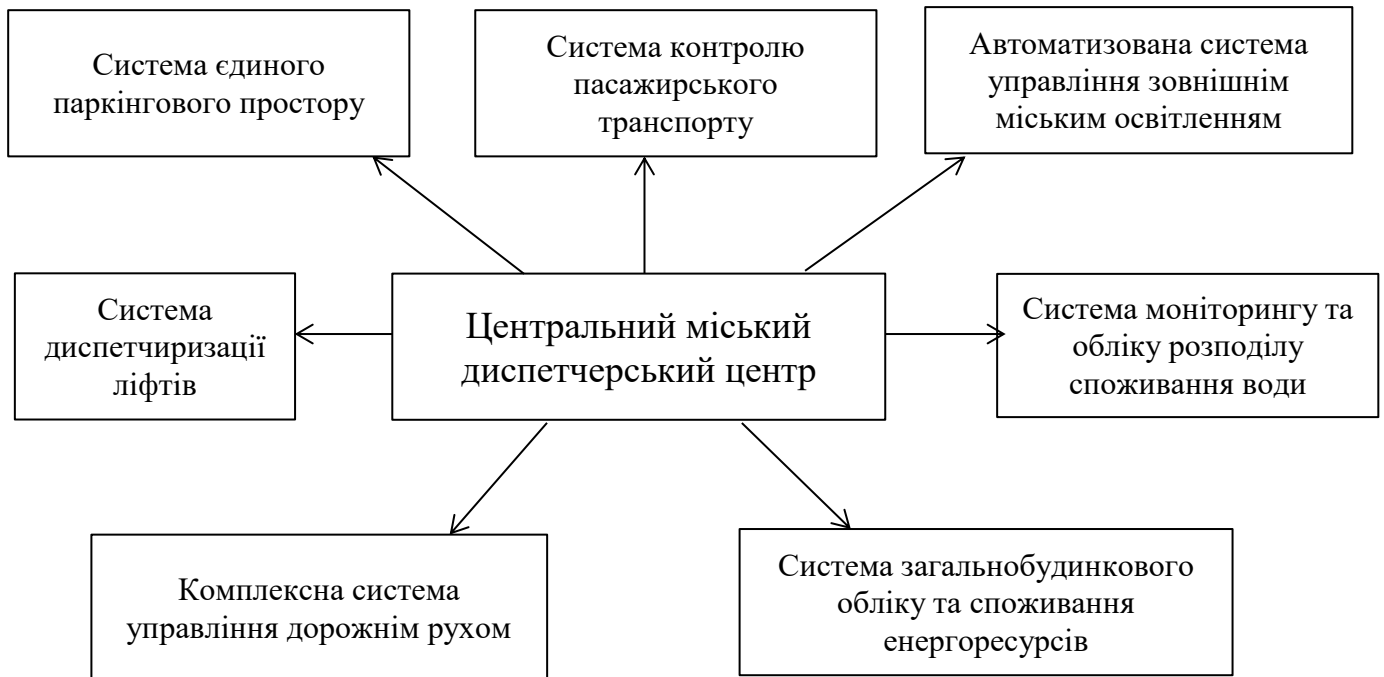 Система єдиного
паркінгового простору
Система контролю
пасажирського
транспорту
Автоматизована система
управління зовнішнім
міським освітленням
Система
диспетчиризації
ліфтів
Центральний міський
диспетчерський центр
Система моніторингу та
обліку розподілу
споживання води
Комплексна система
управління дорожнім рухом
Система загальнобудинкового
обліку та споживання
енергоресурсів